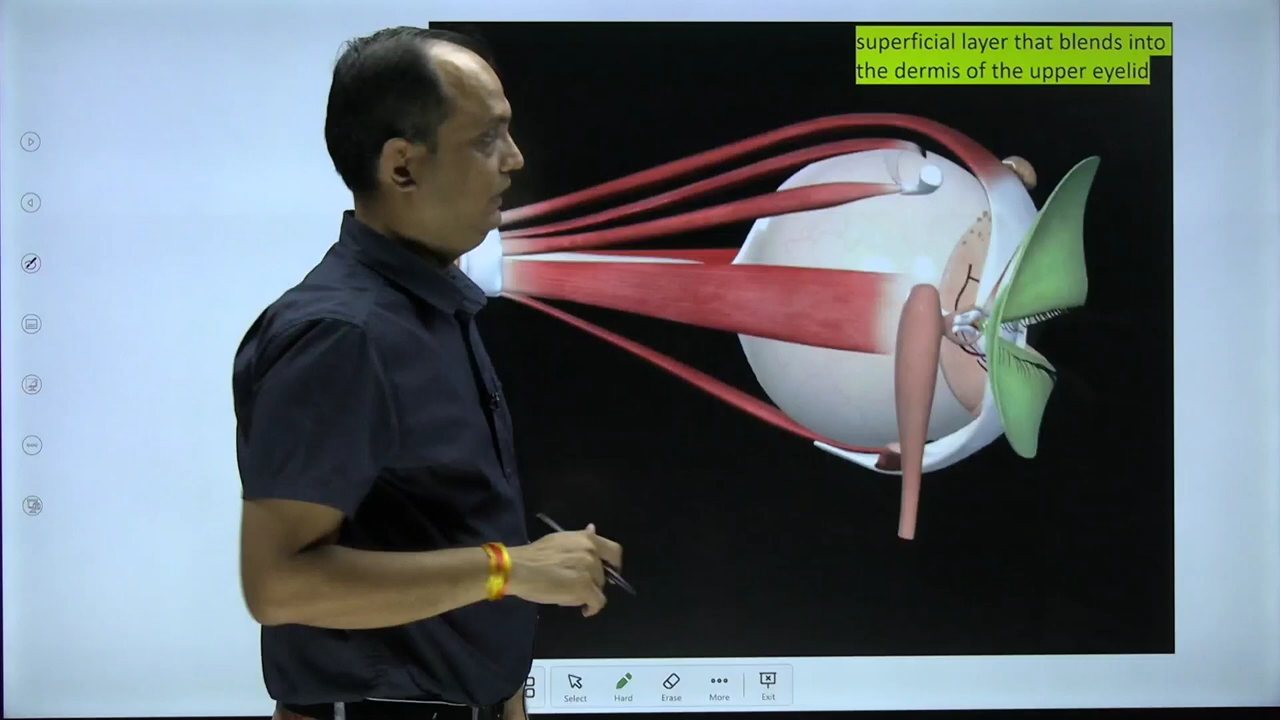 superficial layer that blends into
the dermis of the upper eyelid
Select
Hard
Erase
More
Exit